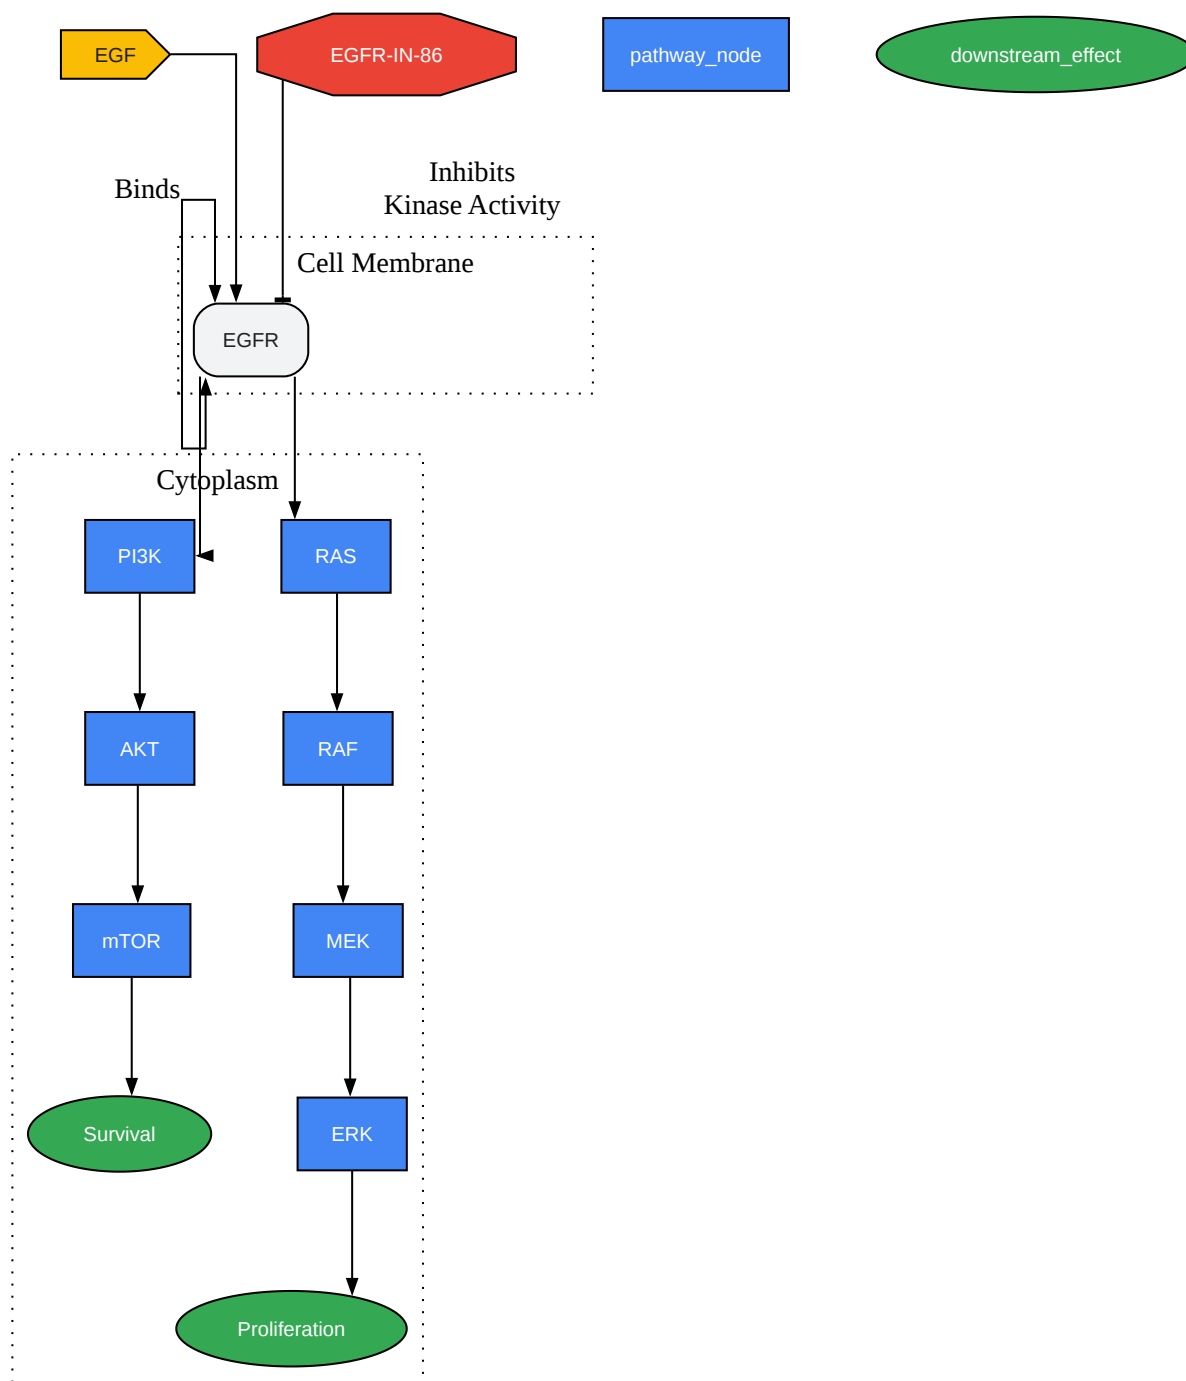 EGF
EGFR-IN-86
pathway_node
downstream_effect
Binds
Inhibits
Kinase Activity
Cell Membrane
EGFR
Cytoplasm
PI3K
RAS
AKT
RAF
mTOR
MEK
Survival
ERK
Proliferation